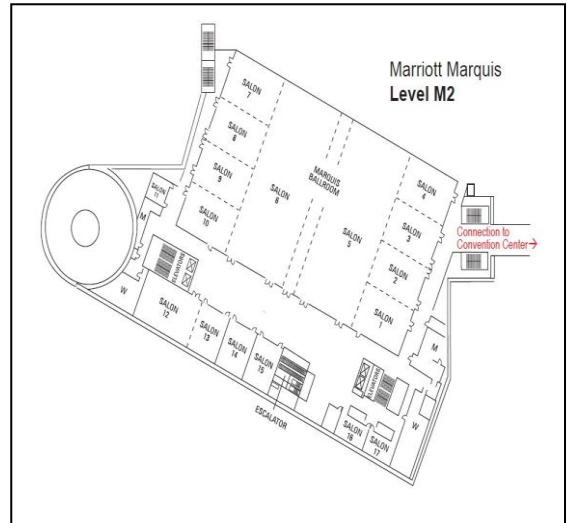 Marriott Marquis
Level M2
SALON
7
SALON
8
SALON
9
SALON
10
SALON
11
M
W
ELEVATORS
SALON
6
MARQUIS
BALLROOM
SALON
5
SALON
4
SALON
3
SALON
2
SALON
1
Connection to
Convention Center→
M
W
ELEVATORS
SALON
12
SALON
13
SALON
14
SALON
15
ESCALATOR
SALON
16
SALON
17